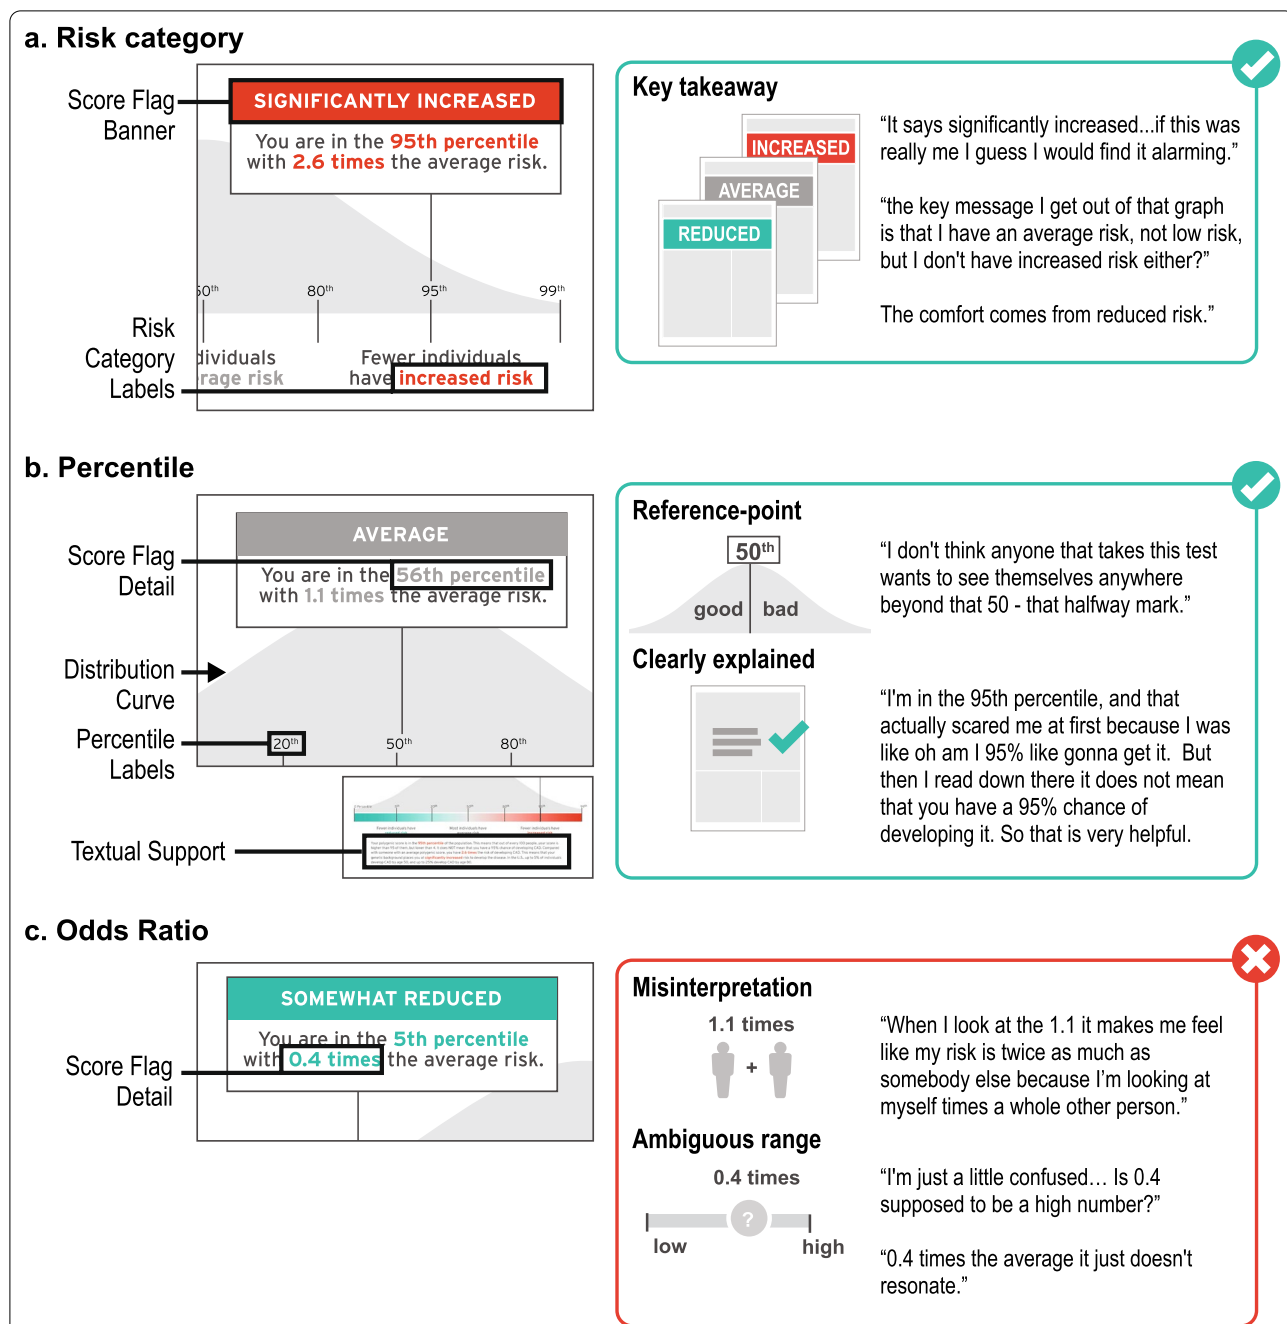 a. Risk category
Score Flag
Banner
SIGNIFICANTLY INCREASED
You are in the 95th percentile
with 2.6 times the average risk.
50th
80th
95th
99th
Risk
Category
Labels
dividuals
rage risk
Fewer individuals
have increased risk
Key takeaway
INCREASED
AVERAGE
REDUCED
“It says significantly increased...if this was
really me I guess I would find it alarming.”
“the key message I get out of that graph
is that I have an average risk, not low risk,
but I don't have increased risk either?”
The comfort comes from reduced risk.”
b. Percentile
Score Flag
Detail
AVERAGE
You are in the 56th percentile
with 1.1 times the average risk.
Distribution
Curve
Percentile
Labels
20th
50th
80th
Textual Support
Fewer individuals have
Most individuals have
Fewer individuals have
Reference-point
50th
good
bad
“I don't think anyone that takes this test
wants to see themselves anywhere
beyond that 50 - that halfway mark.”
Clearly explained
“I'm in the 95th percentile, and that
actually scared me at first because I was
like oh am I 95% like gonna get it. But
then I read down there it does not mean
that you have a 95% chance of
developing it. So that is very helpful.
c. Odds Ratio
Score Flag
Detail
SOMEWHAT REDUCED
You are in the 5th percentile
with 0.4 times the average risk.
Misinterpretation
1.1 times
+
“When I look at the 1.1 it makes me feel
like my risk is twice as much as
somebody else because I’m looking at
myself times a whole other person.”
Ambiguous range
0.4 times
?
low
high
“I'm just a little confused… Is 0.4
supposed to be a high number?”
“0.4 times the average it just doesn't
resonate.”